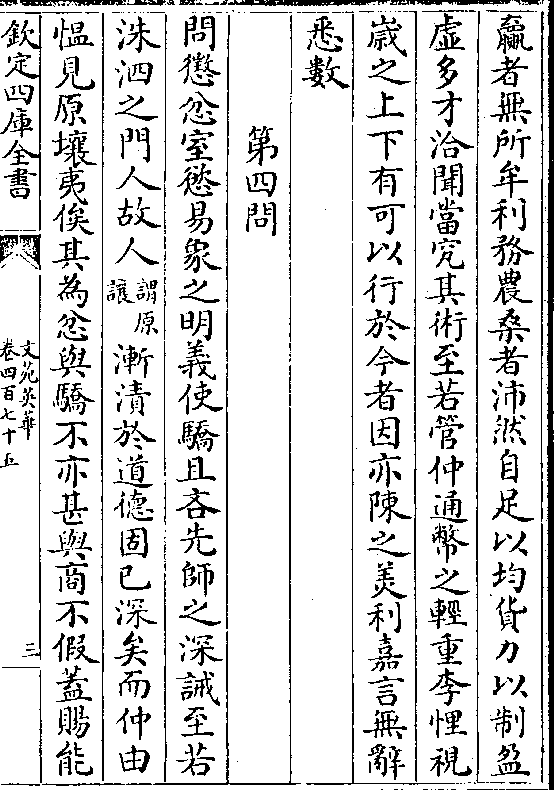 羸者無所牟利務農桑者沛然自足以均貨力以制盈
虛多才洽聞當究其術至若管仲通幣之輕重李悝視
歲之上下有可以行於今者因亦陳之美利嘉言無辭
悉數
第四問
問懲忿窒慾易象之明義使驕且吝先師之深誡至若
洙泗之門人故人謂原讓漸漬於道德固已深矣而仲由
愠見原壤夷俟其為忿與驕不亦甚與商不假蓋賜能
欽定四庫全書
文苑英華
卷四百七十五
三